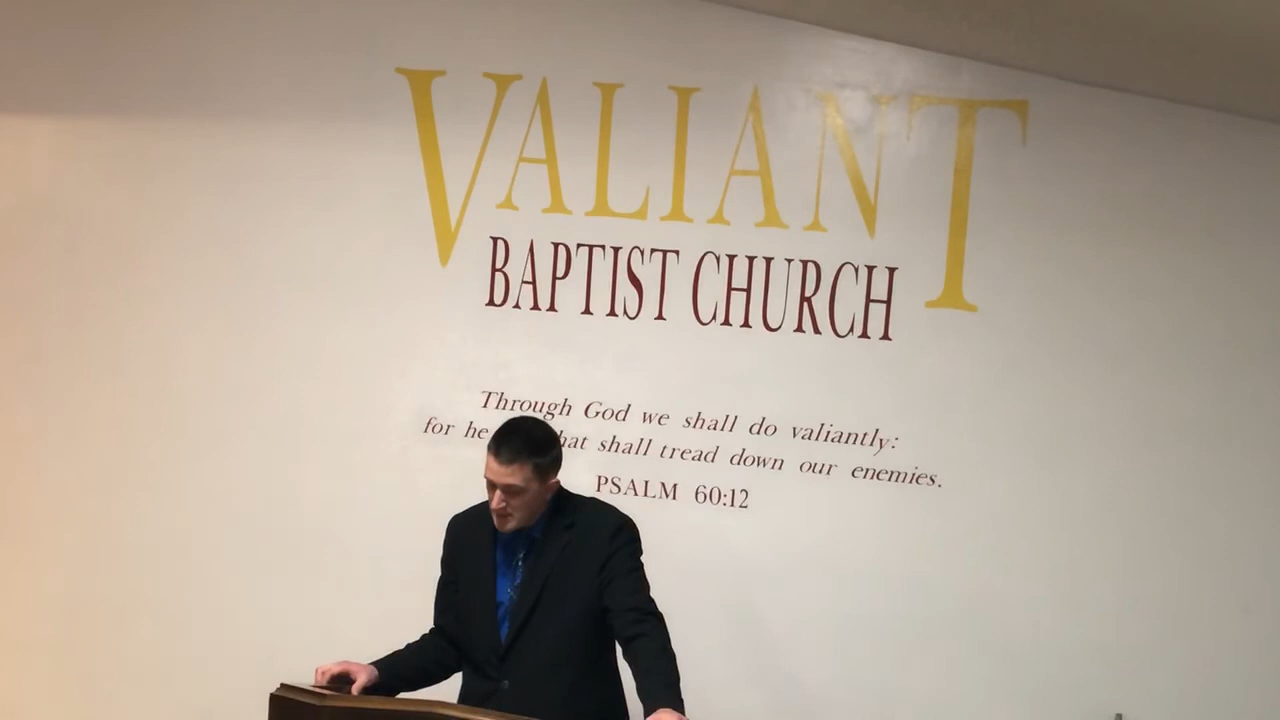 VALIANT
BAPTIST CHURCH
Through God we shall do valiantly:
for he hat shall tread down our enemies.
PSALM 60:12